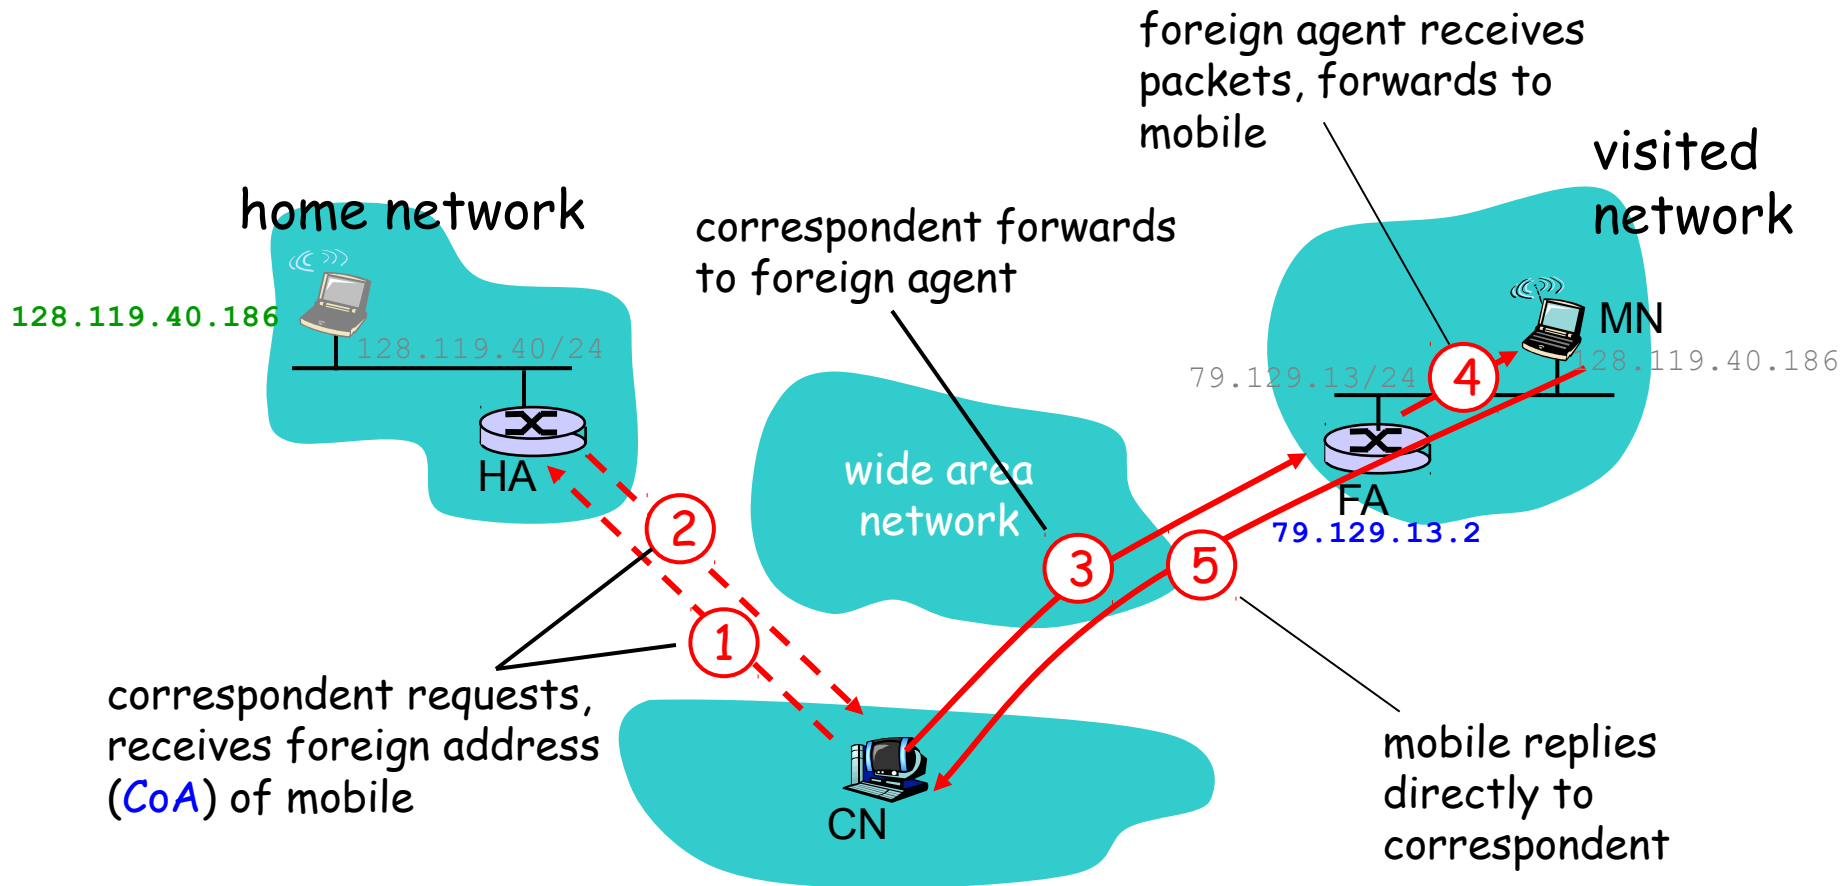 foreign agent receives
packets, forwards to
mobile
visited
network
home network
correspondent forwards
to foreign agent
128.119.40.186
MN
128.119.40/24
79.129.13/24
4
128.119.40.186
HA
wide area
network
FA
79.129.13.2
2
3
5
1
correspondent requests,
receives foreign address
(CoA) of mobile
mobile replies
directly to
correspondent
CN